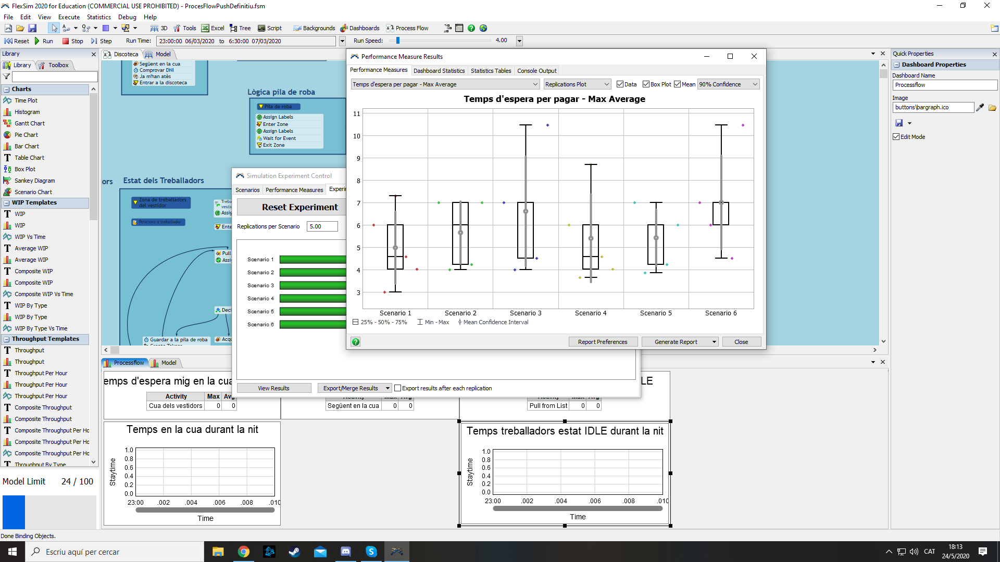 FlexSim 2020 for Education (COMMERCIAL USE PROHIBITED) - ProcesFlowPushDefinitiu.fsm
File Edit View Execute Statistics Debug Help
3D Tools Excel Tree Script Backgrounds Dashboards Process Flow
Reset Run Stop Step Run Time: 23:00:00 06/03/2020 to 6:30:00 07/03/2020 Run Speed: 4.00
Library
Library Toolbox
Charts
Time Plot
Histogram
Gantt Chart
Pie Chart
Bar Chart
Table Chart
Box Plot
Sankey Diagram
Scenario Chart
WIP Templates
WIP
WIP
WIP Vs Time
Average WIP
Average WIP
Composite WIP
Composite WIP
Composite WIP Vs Time
WIP By Type
WIP By Type
WIP By Type Vs Time
Throughput Templates
Throughput
Throughput
Throughput Per Hour
Throughput Per Hour
Throughput Per Hour
Composite Throughput
Composite Throughput
Composite Throughput Per Ho
Composite Throughput Per Ho
Composite Throughput Per Ho
Throughput By Type
Model Limit 24 / 100
Discoteca Model
Següent en la cua
Comprovar DNI
Ja m'han atès
Entrar a la discoteca
Lògica pila de roba
Pila de roba
Assign Labels
Enter Zone
Assign Labels
Wait for Event
Exit Zone
ors
Estat dels Treballadors
Zona de treballadors
del vestidor
Peticions a treballador
Treba
vestic
Assig
Ente
Pull
Assi
Deci
Guardar a la pila de roba
Create Tokens
Acqu
Simulation Experiment Control
Scenarios Performance Measures Experi
Reset Experiment
Replications per Scenario 5.00
Scenario 1
Scenario 2
Scenario 3
Scenario 4
Scenario 5
Scenario 6
View Results Export/Merge Results Export results after each replication
Performance Measure Results
Performance Measures Dashboard Statistics Statistics Tables Console Output
Temps d'espera per pagar - Max Average Replications Plot Data Box Plot Mean 90% Confidence
Temps d'espera per pagar - Max Average
11
10
9
8
7
6
5
4
3
Scenario 1 Scenario 2 Scenario 3 Scenario 4 Scenario 5 Scenario 6
25% - 50% - 75% Min - Max Mean Confidence Interval
Report Preferences Generate Report Close
Quick Properties
Dashboard Properties
Dashboard Name
Processflow
Image
buttons\bargraph.ico
Edit Mode
Processflow Model
emps d'espera mig en la cua
Activity Max Avg
Cua dels vestidors 0 0
Activity Max Avg
Següent en la cua 0 0
LE
Activity Max Avg
Pull from List 0 0
Temps en la cua durant la nit
Staytime
1.0
0.8
0.6
0.4
0.2
0.0
23:00 .002 .004 .006 .008 .010
Time
Temps treballadors estat IDLE durant la nit
Staytime
1.0
0.8
0.6
0.4
0.2
0.0
23:00 .002 .004 .006 .008 .010
Time
Done Binding Objects.
Escriu aquí per cercar
CAT
18:13
24/5/2020